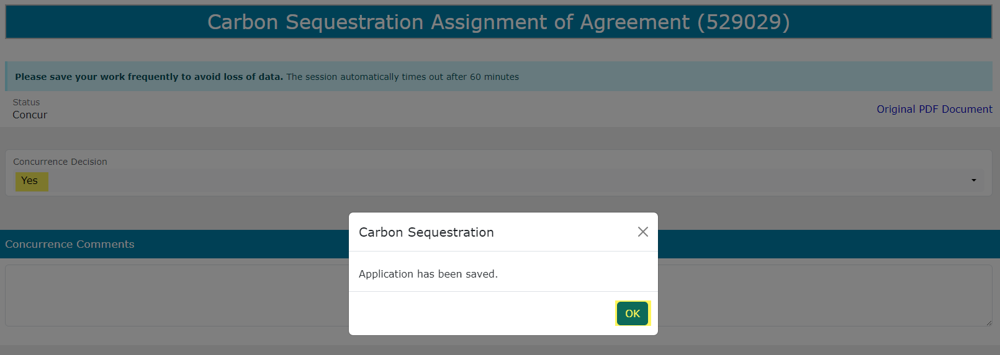 Carbon Sequestration Assignment of Agreement (529029)
Please save your work frequently to avoid loss of data. The session automatically times out after 60 minutes
Status
Concur
Original PDF Document
Concurrence Decision
Yes
Carbon Sequestration
Concurrence Comments
Application has been saved.
OK